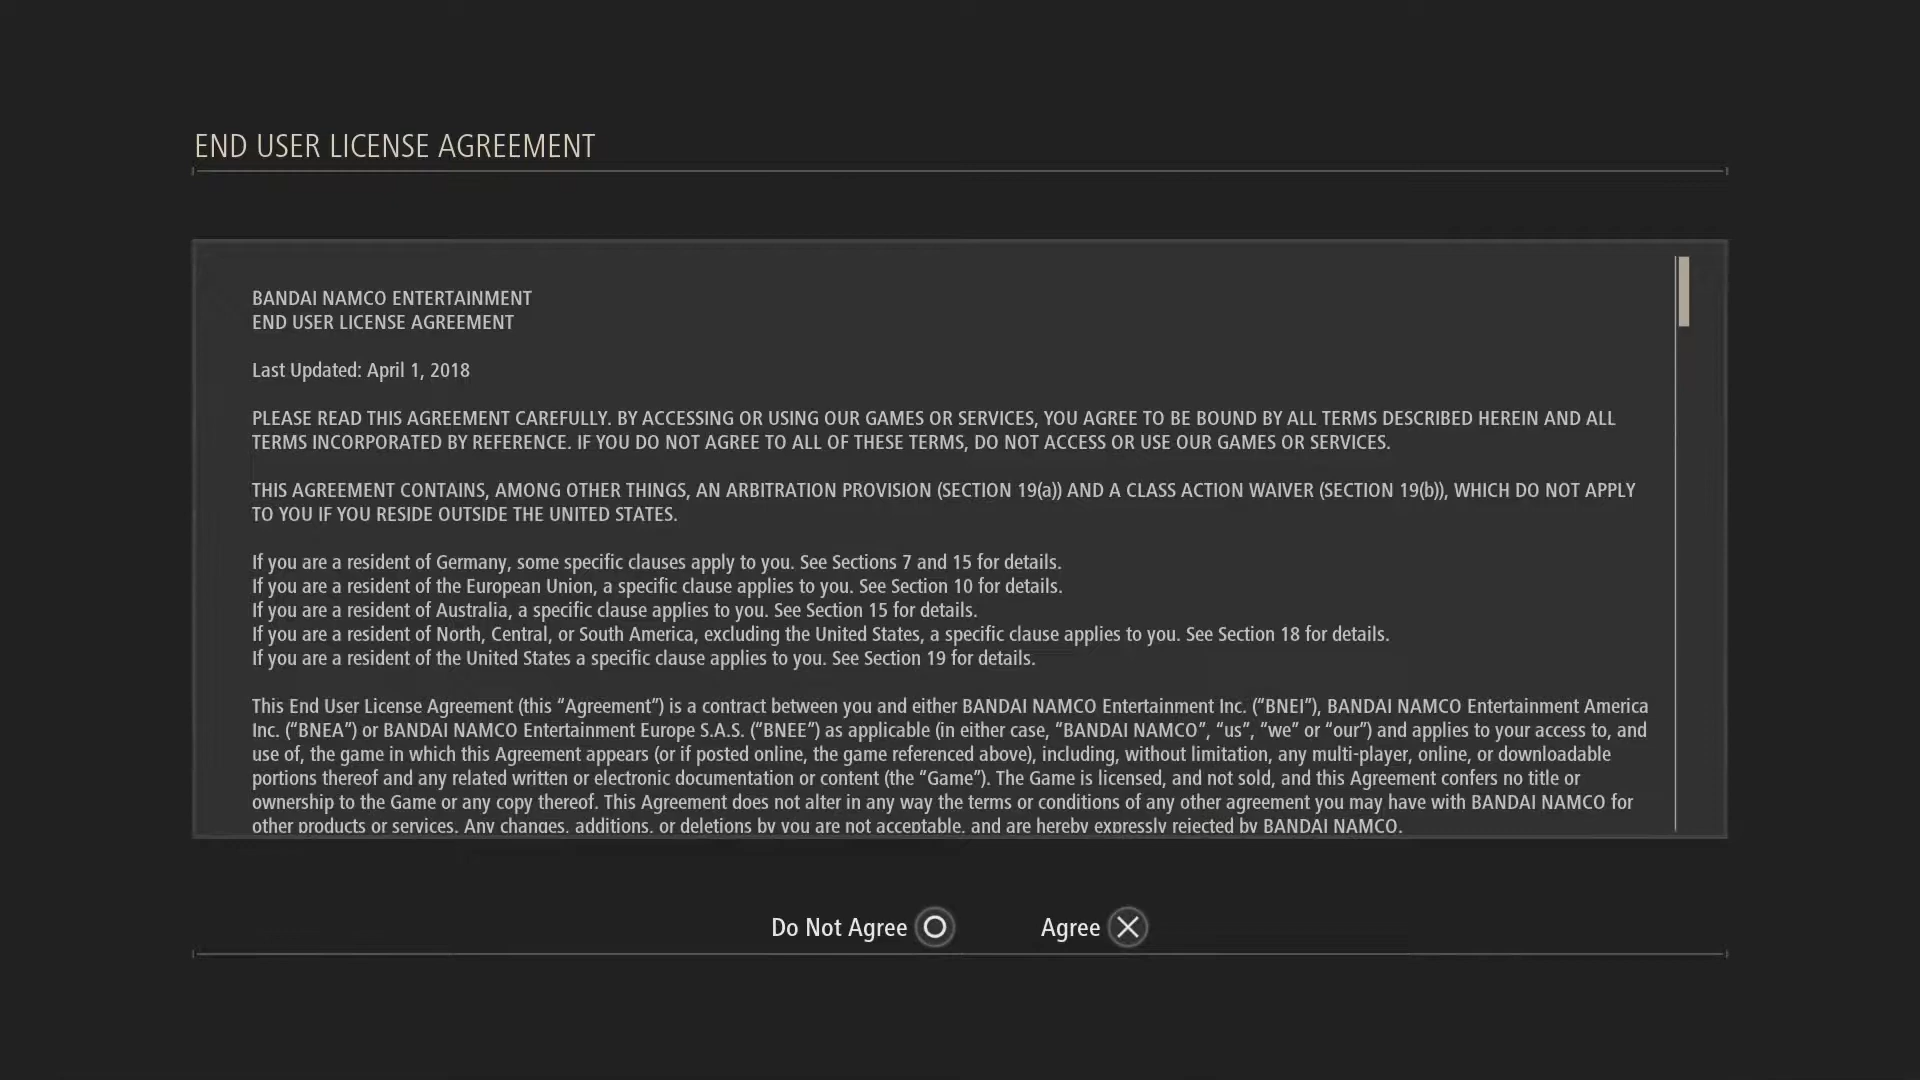 END USER LICENSE AGREEMENT
BANDAI NAMCO ENTERTAINMENT
END USER LICENSE AGREEMENT
Last Updated: April 1, 2018
PLEASE READ THIS AGREEMENT CAREFULLY. BY ACCESSING OR USING OUR GAMES OR SERVICES, YOU AGREE TO BE BOUND BY ALL TERMS DESCRIBED HEREIN AND ALL
TERMS INCORPORATED BY REFERENCE. IF YOU DO NOT AGREE TO ALL OF THESE TERMS, DO NOT ACCESS OR USE OUR GAMES OR SERVICES.
THIS AGREEMENT CONTAINS, AMONG OTHER THINGS, AN ARBITRATION PROVISION (SECTION 19(a)) AND A CLASS ACTION WAIVER (SECTION 19(b)), WHICH DO NOT APPLY
TO YOU IF YOU RESIDE OUTSIDE THE UNITED STATES.
If you are a resident of Germany, some specific clauses apply to you. See Sections 7 and 15 for details.
If you are a resident of the European Union, a specific clause applies to you. See Section 10 for details.
If you are a resident of Australia, a specific clause applies to you. See Section 15 for details.
If you are a resident of North, Central, or South America, excluding the United States, a specific clause applies to you. See Section 18 for details.
If you are a resident of the United States a specific clause applies to you. See Section 19 for details.
This End User License Agreement (this “Agreement”) is a contract between you and either BANDAI NAMCO Entertainment Inc. (“BNEI”), BANDAI NAMCO Entertainment America
Inc. (“BNEA”) or BANDAI NAMCO Entertainment Europe S.A.S. (“BNEE”) as applicable (in either case, “BANDAI NAMCO”, “us”, “we” or “our”) and applies to your access to, and
use of, the game in which this Agreement appears (or if posted online, the game referenced above), including, without limitation, any multi-player, online, or downloadable
portions thereof and any related written or electronic documentation or content (the “Game”). The Game is licensed, and not sold, and this Agreement confers no title or
ownership to the Game or any copy thereof. This Agreement does not alter in any way the terms or conditions of any other agreement you may have with BANDAI NAMCO for
other products or services. Any changes, additions, or deletions by you are not acceptable, and are hereby expressly rejected by BANDAI NAMCO.
Do Not Agree Agree